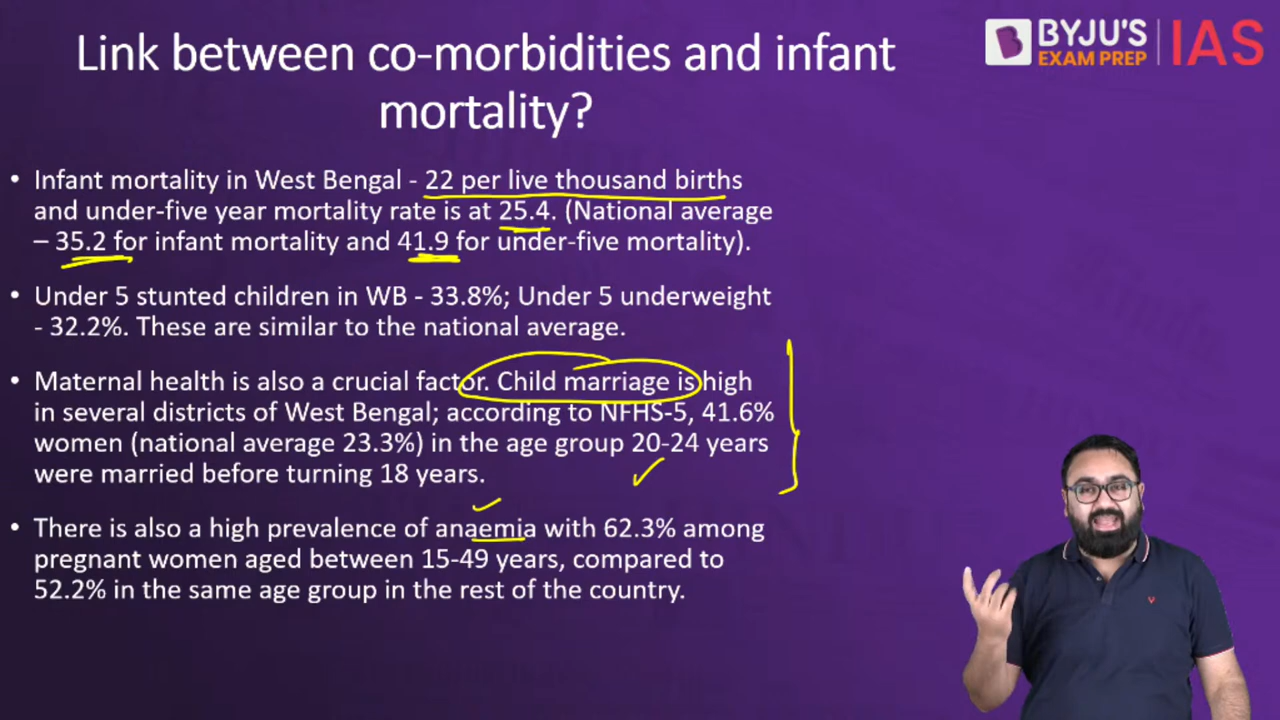 Link between co-morbidities and infant
mortality?
BYJU'S
EXAM PREP
IAS
• Infant mortality in West Bengal - 22 per live thousand births
and under-five year mortality rate is at 25.4. (National average
– 35.2 for infant mortality and 41.9 for under-five mortality).
• Under 5 stunted children in WB - 33.8%; Under 5 underweight
- 32.2%. These are similar to the national average.
• Maternal health is also a crucial factor. Child marriage is high
in several districts of West Bengal; according to NFHS-5, 41.6%
women (national average 23.3%) in the age group 20-24 years
were married before turning 18 years.
• There is also a high prevalence of anaemia with 62.3% among
pregnant women aged between 15-49 years, compared to
52.2% in the same age group in the rest of the country.